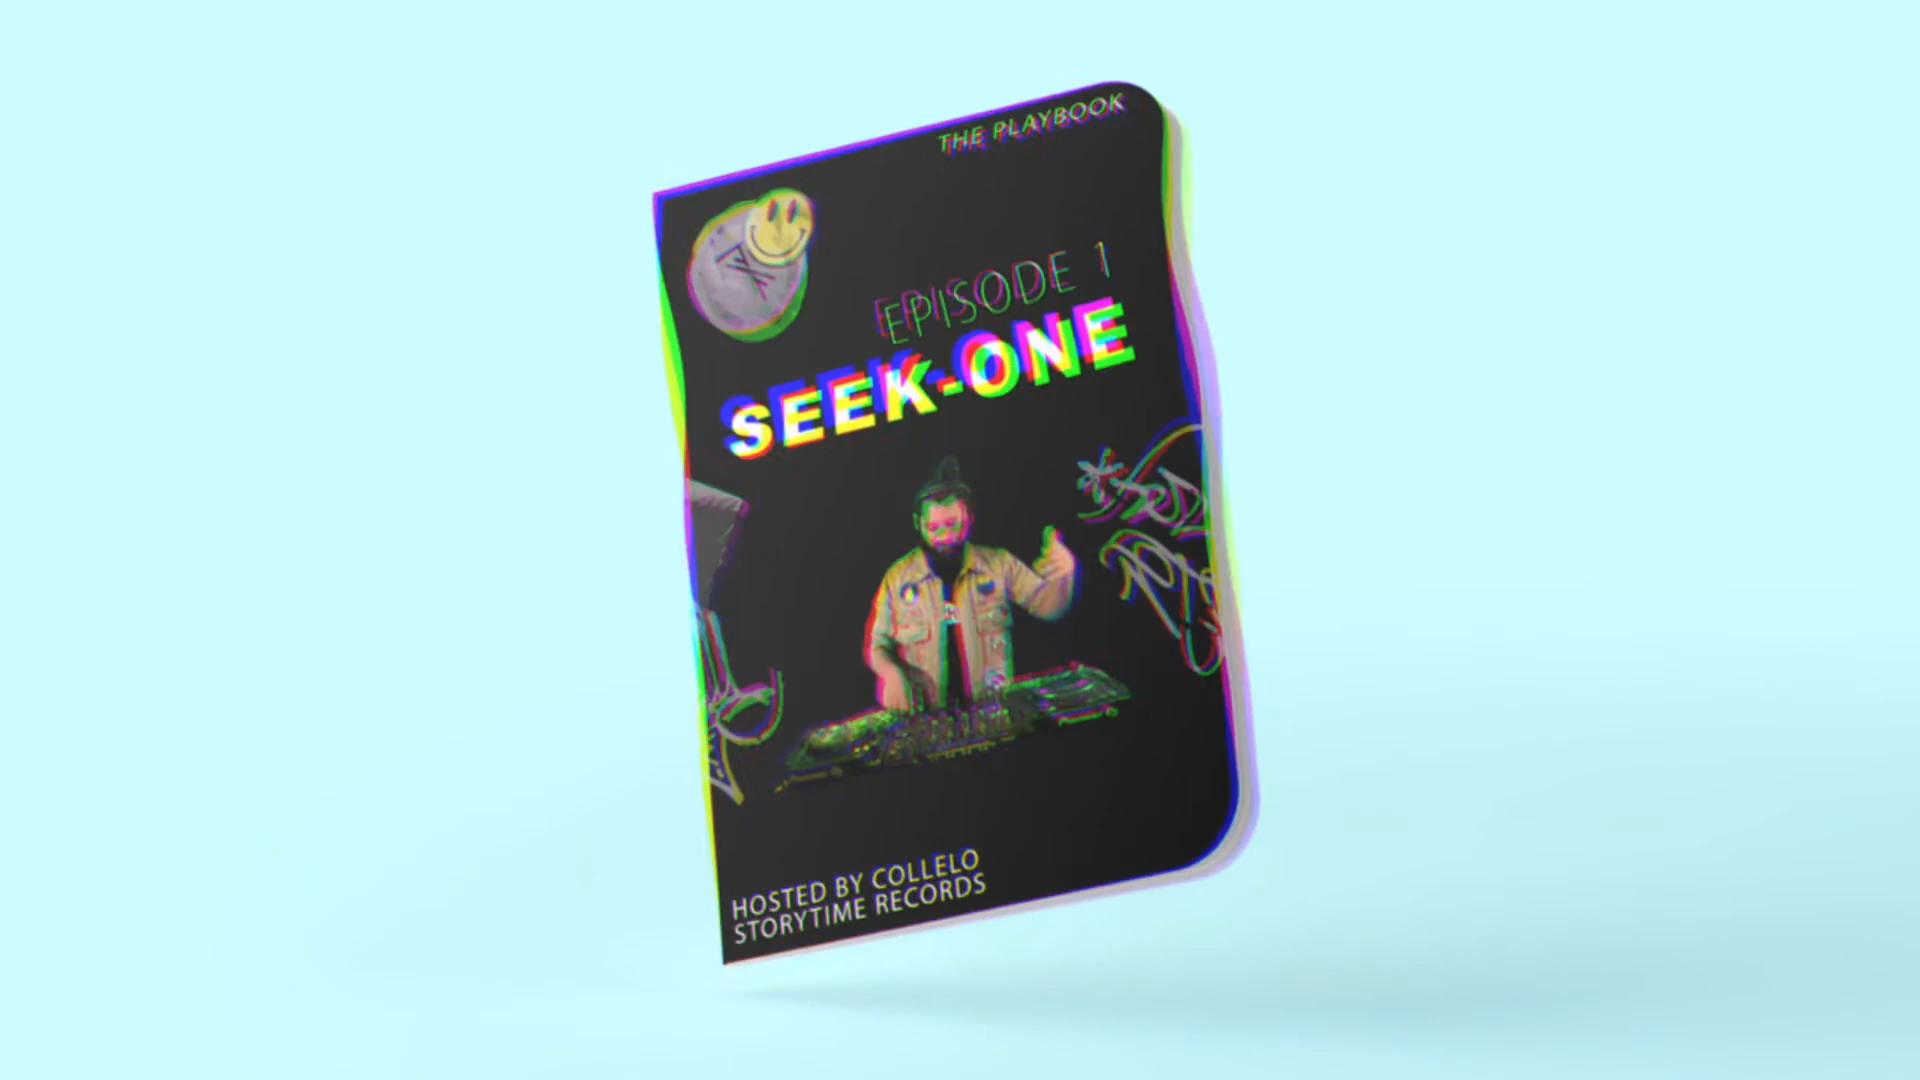 THE PLAYBOOK
EPISODE 1
SEEK-ONE
HOSTED BY COLLELO
STORYTIME RECORDS